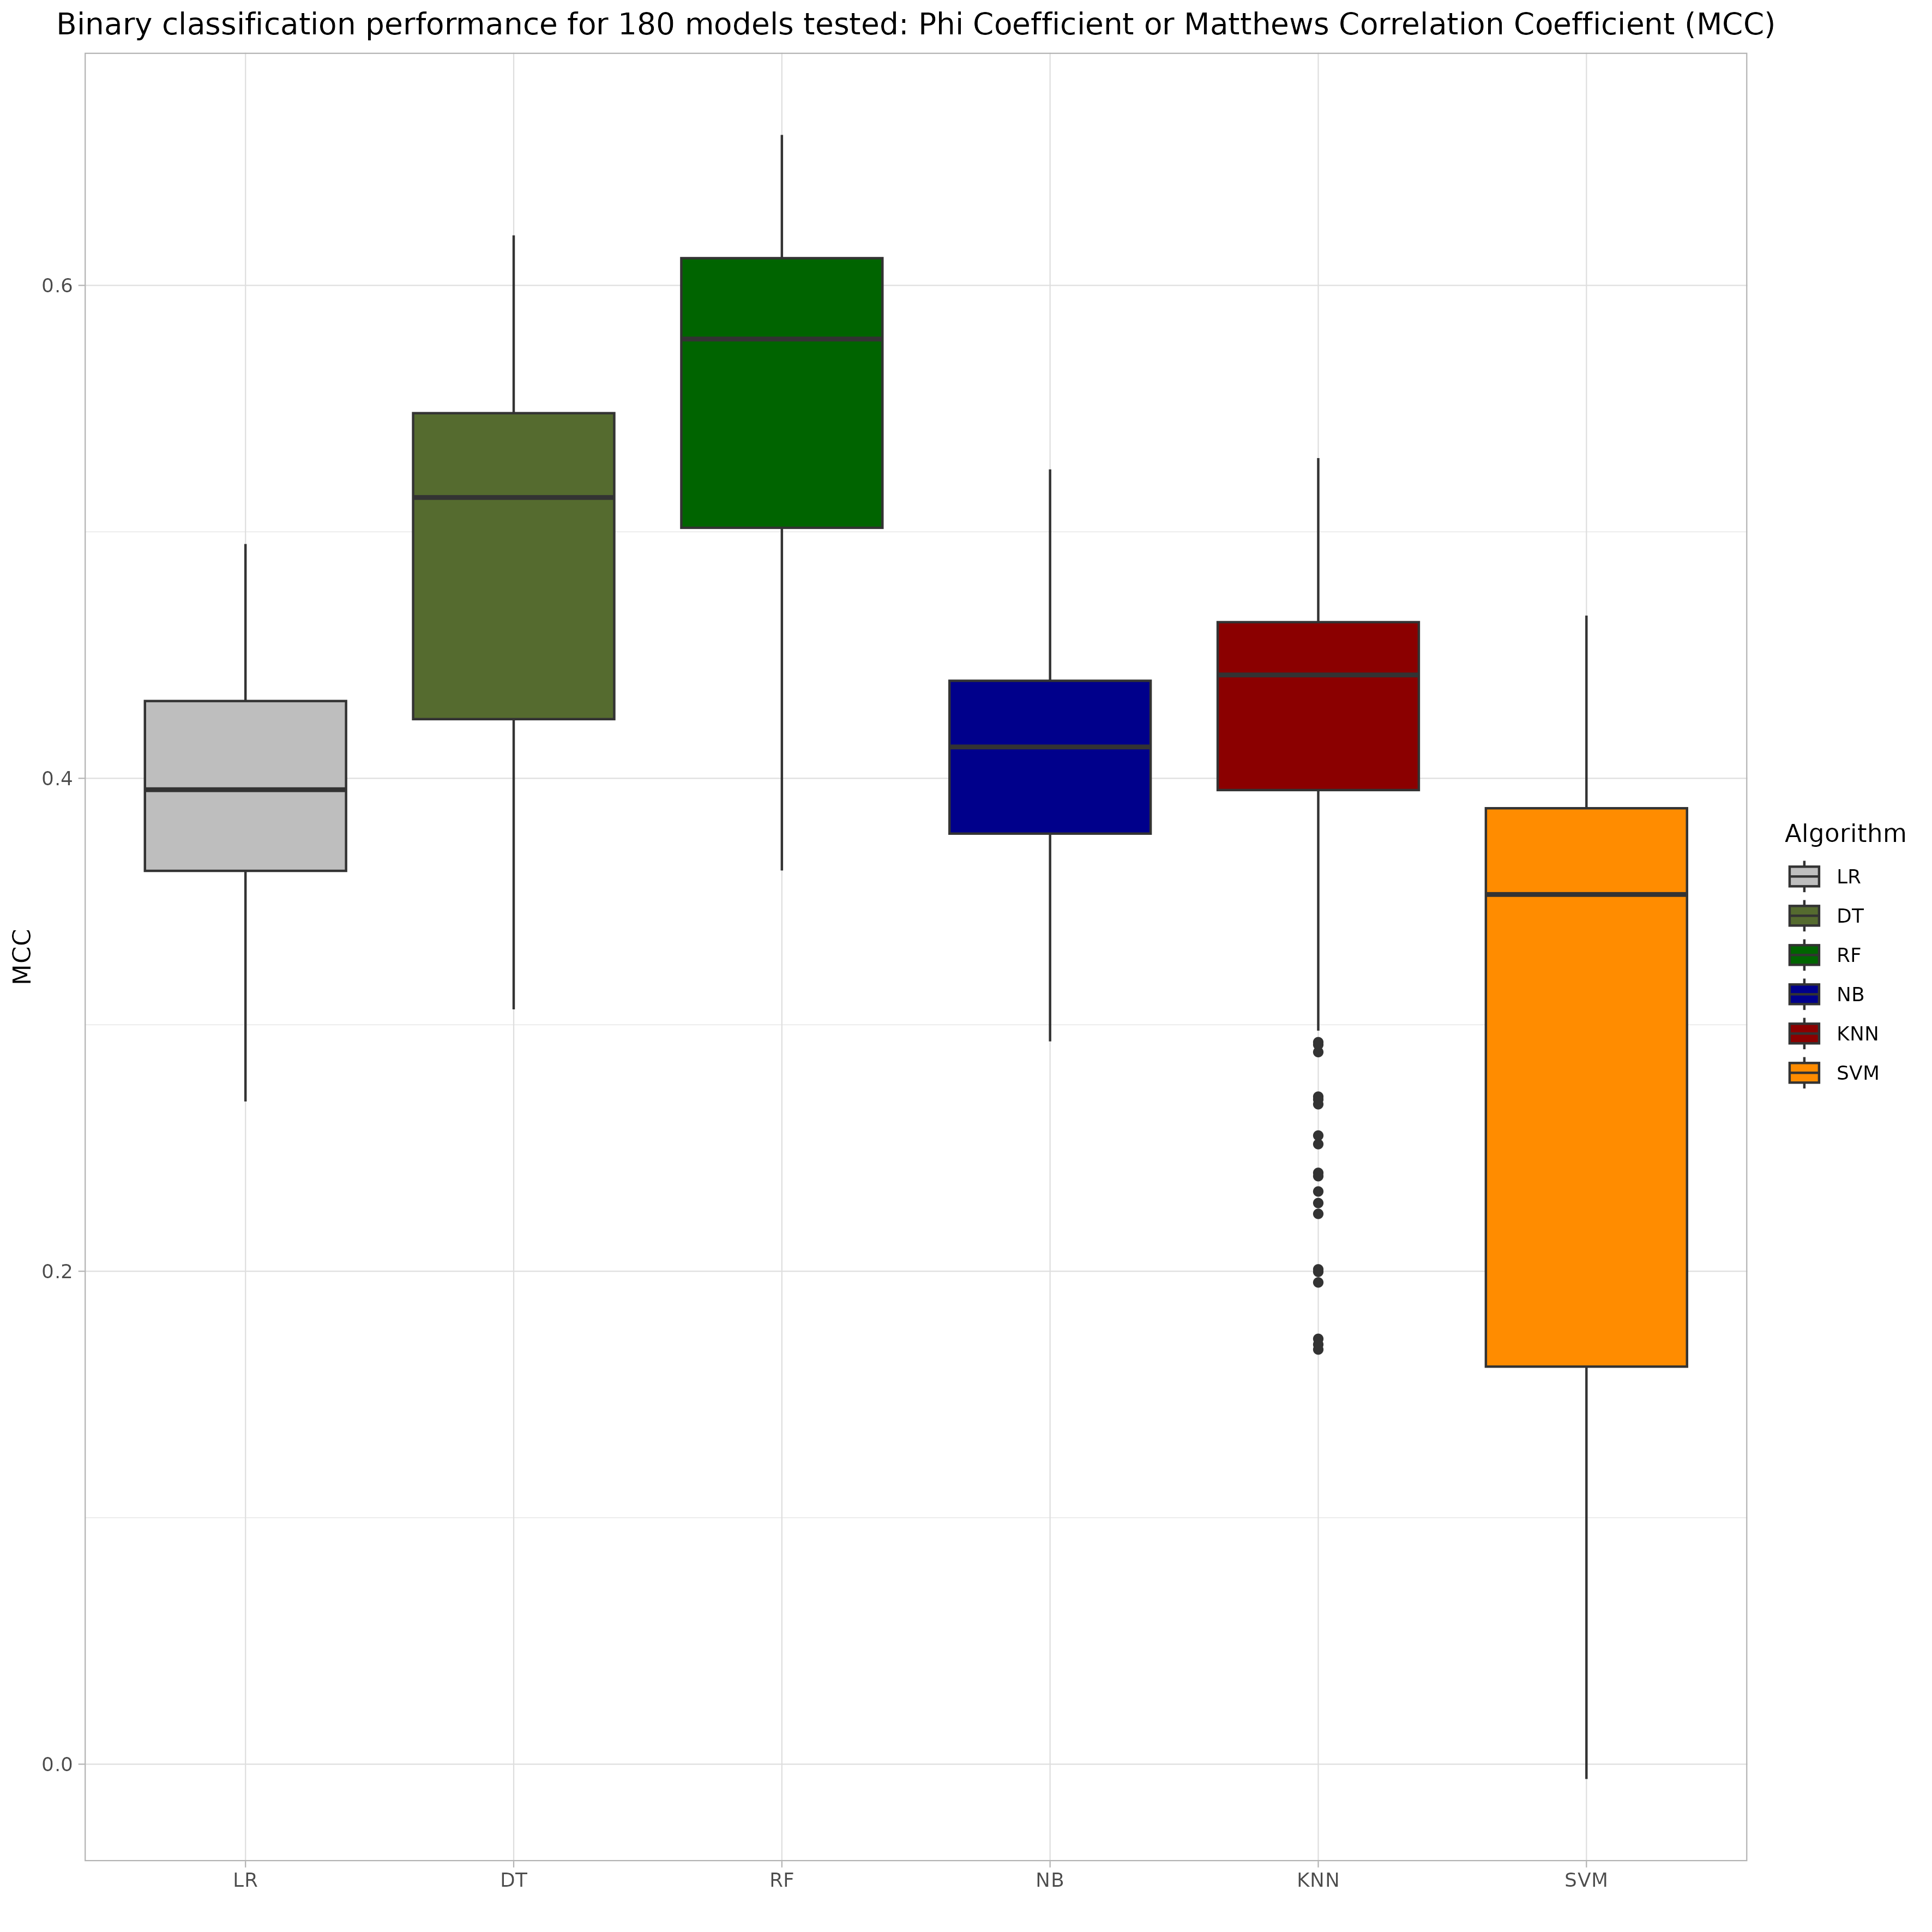 Binary classification performance for 180 models tested: Phi Coefficient or Matthews Correlation Coefficient (MCC)
MCC
0.6
0.4
0.2
0.0
LR DT RF NB KNN SVM
Algorithm
LR
DT
RF
NB
KNN
SVM